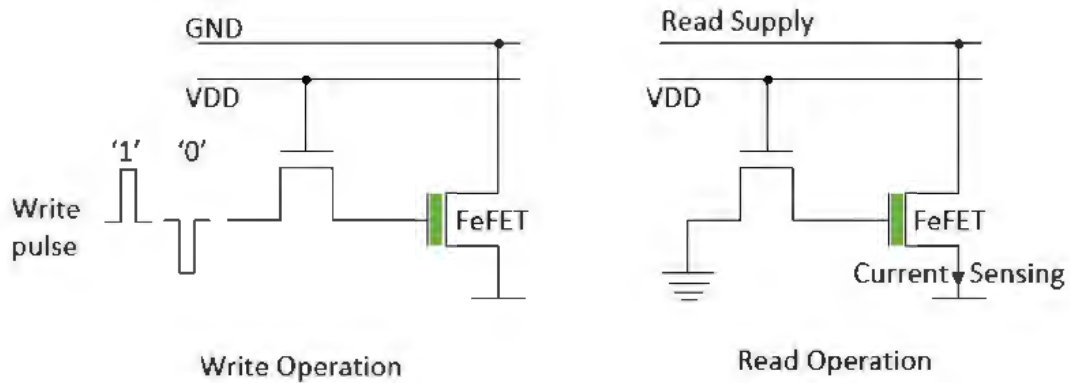 GND
VDD
'1' '0'
Write
pulse
FeFET
Write Operation
Read Supply
VDD
FeFET
Current Sensing
Read Operation